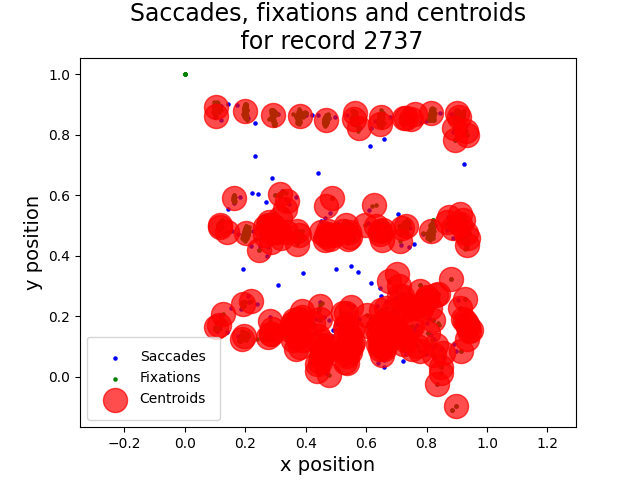 Saccades, fixations and centroids
for record 2737
y position
1.0
0.8
0.6
0.4
0.2
0.0
Saccades
Fixations
Centroids
−0.2
0.0
0.2
0.4
0.6
0.8
1.0
1.2
x position